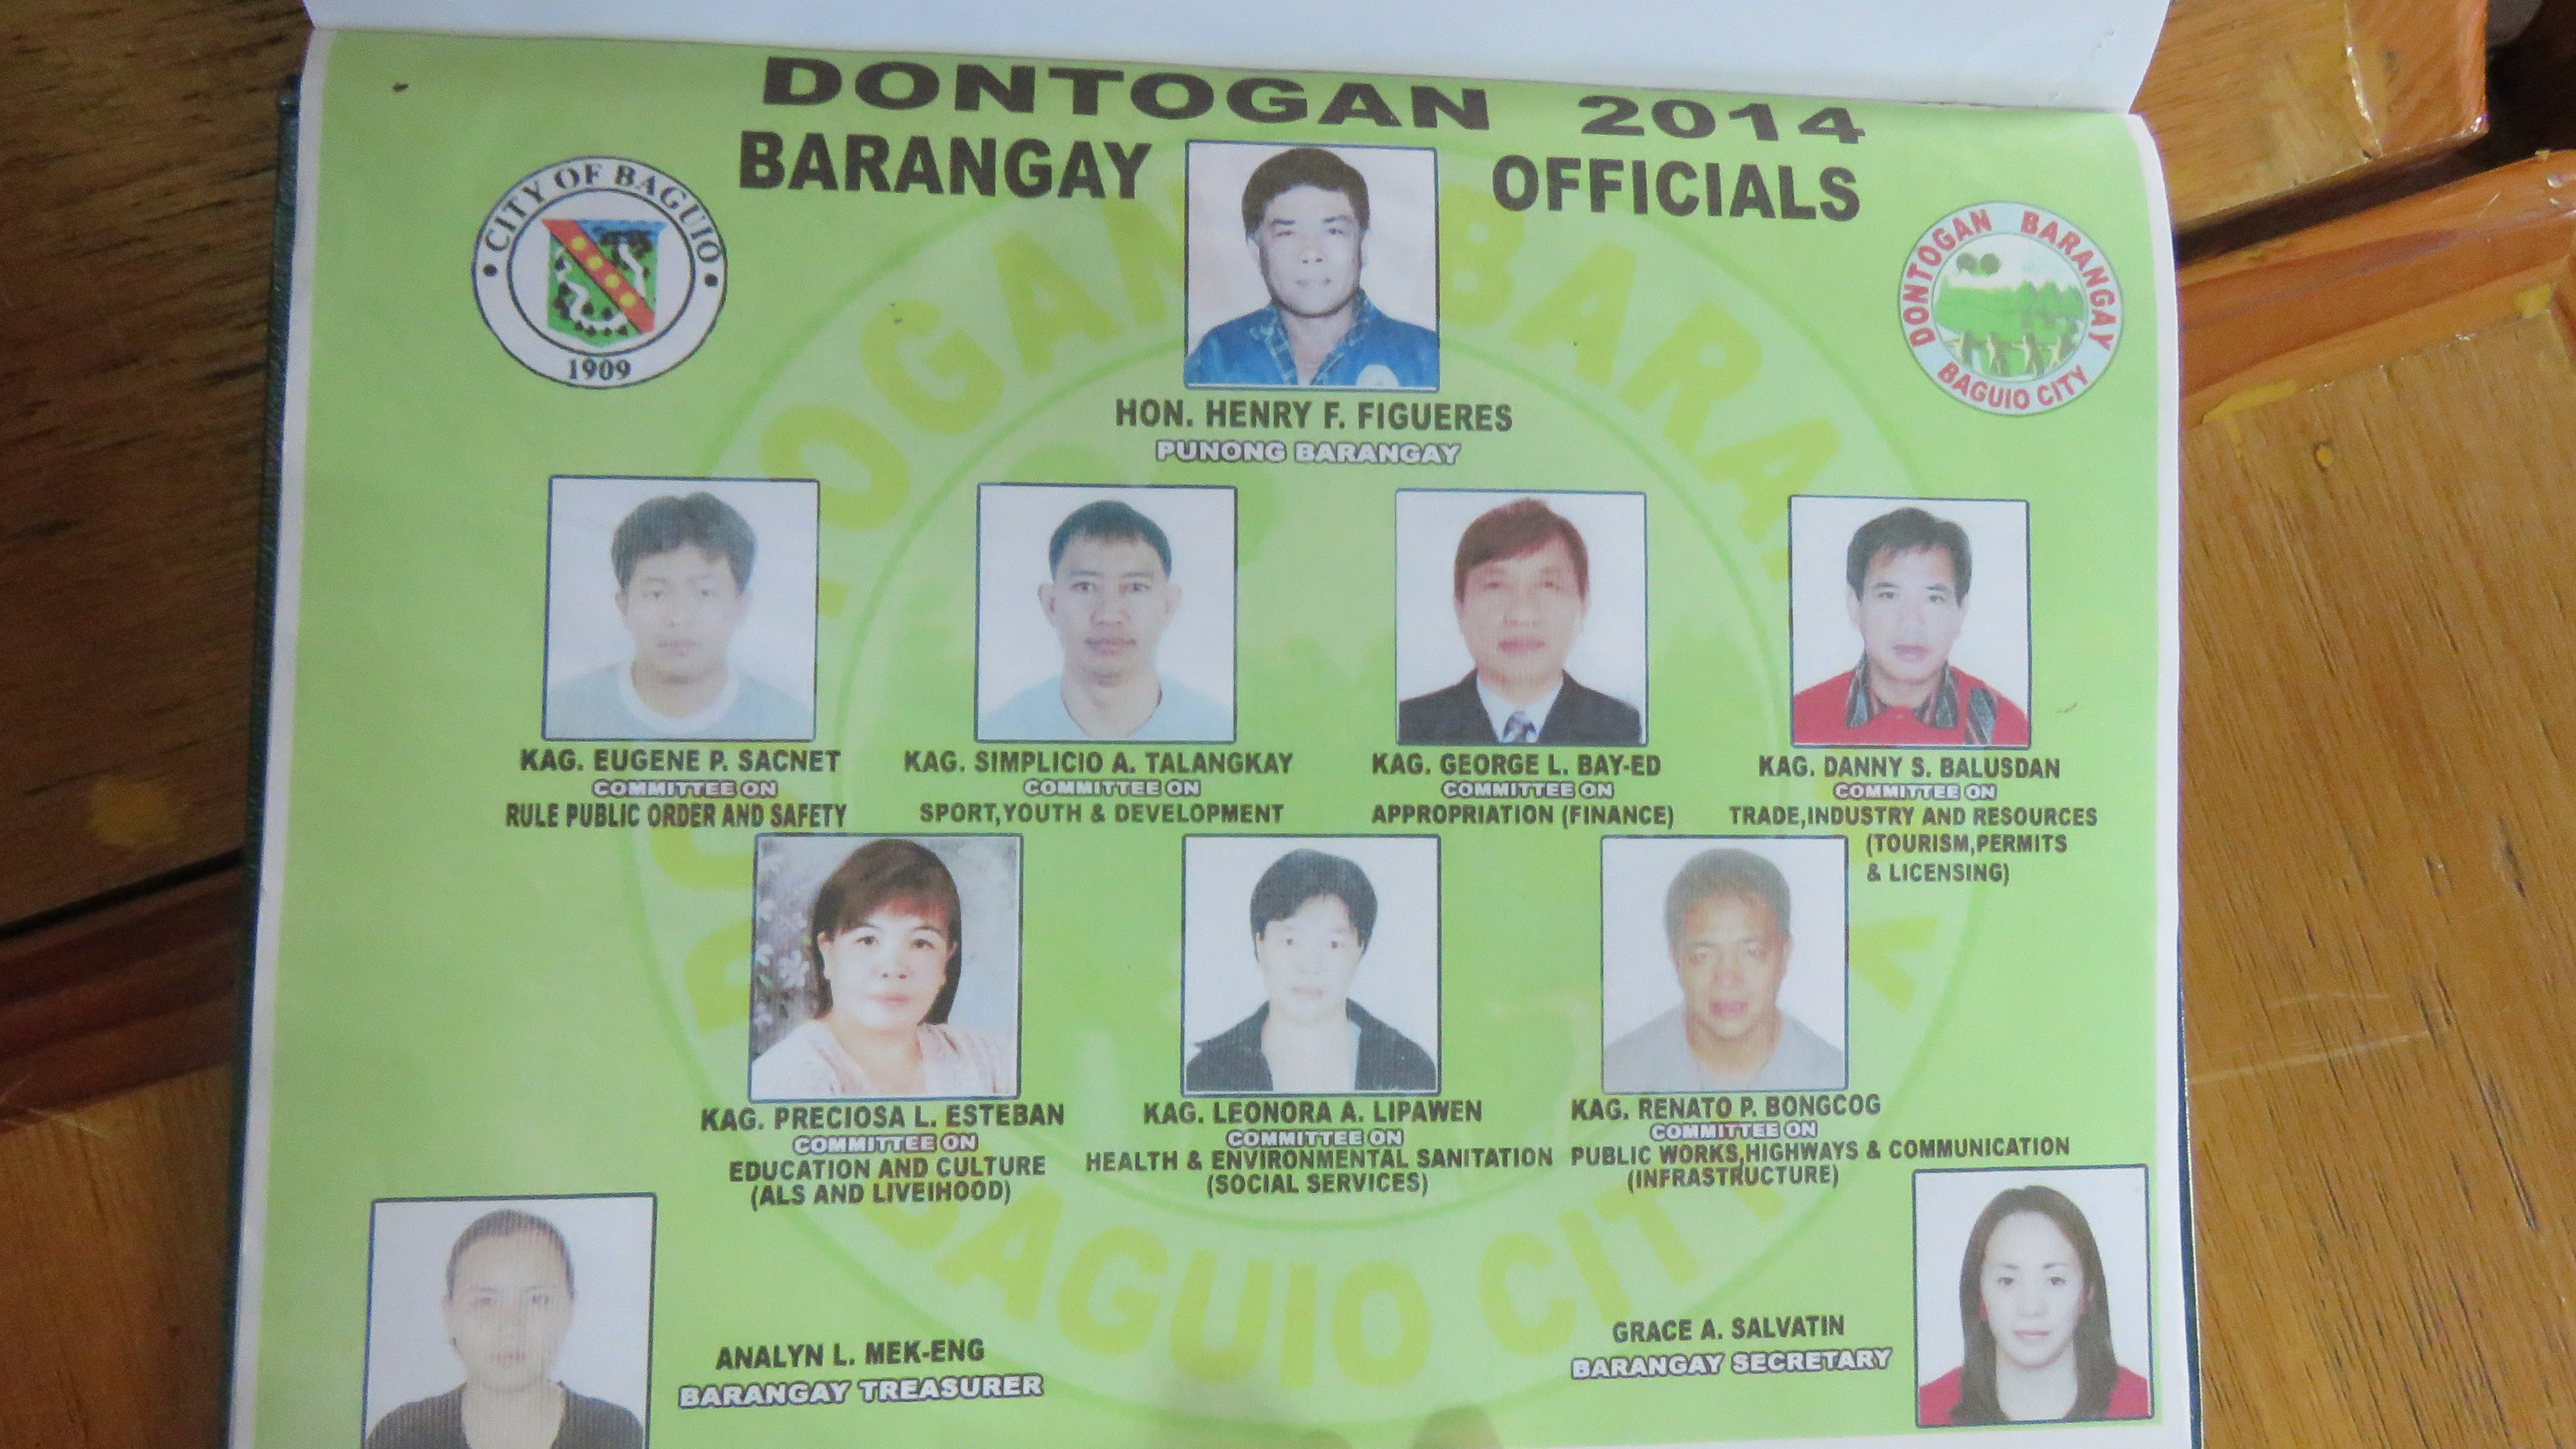 DONTOGAN 2014
BARANGAY OFFICIALS
CITY OF BAGUIO
1909
DONTOGAN BARANGAY
BAGUIO CITY
HON. HENRY F. FIGUERES
PUNONG BARANGAY
KAG. EUGENE P. SACNET
COMMITTEE ON
RULE PUBLIC ORDER AND SAFETY
KAG. SIMPLICIO A. TALANGKAY
COMMITTEE ON
SPORT,YOUTH & DEVELOPMENT
KAG. GEORGE L. BAY-ED
COMMITTEE ON
APPROPRIATION (FINANCE)
KAG. DANNY S. BALUSDAN
COMMITTEE ON
TRADE,INDUSTRY AND RESOURCES
(TOURISM,PERMITS
& LICENSING)
KAG. PRECIOSA L. ESTEBAN
COMMITTEE ON
EDUCATION AND CULTURE
(ALS AND LIVEIHOOD)
KAG. LEONORA A. LIPAWEN
COMMITTEE ON
HEALTH & ENVIRONMENTAL SANITATION
(SOCIAL SERVICES)
KAG. RENATO P. BONGCOG
COMMITTEE ON
PUBLIC WORKS,HIGHWAYS & COMMUNICATION
(INFRASTRUCTURE)
ANALYN L. MEK-ENG
BARANGAY TREASURER
GRACE A. SALVATIN
BARANGAY SECRETARY
BAGUIO CITY